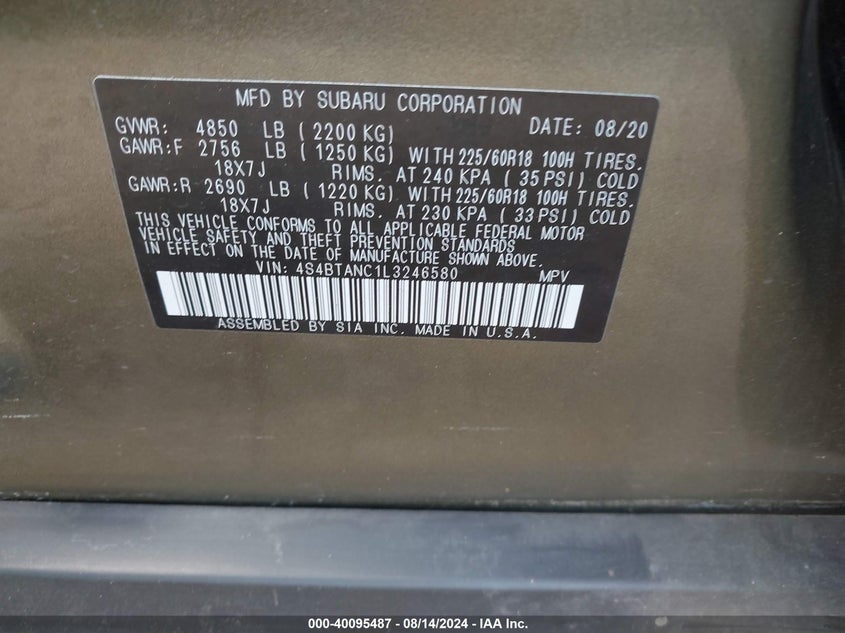 MFD BY SUBARU CORPORATION
GVWR: 4850 LB (2200 KG) DATE: 08/20
GAWR:F 2756 LB (1250 KG) WITH 225/60R18 100H TIRES.
18X7J RIMS. AT 240 KPA (35 PSI) COLD
GAWR:R 2690 LB (1220 KG) WITH 225/60R18 100H TIRES.
18X7J RIMS. AT 230 KPA (33 PSI) COLD
THIS VEHICLE CONFORMS TO ALL APPLICABLE FEDERAL MOTOR
VEHICLE SAFETY AND THEFT PREVENTION STANDARDS
IN EFFECT ON THE DATE OF MANUFACTURE SHOWN ABOVE.
VIN: 4S4BTANC1L3246580 MPV
ASSEMBLED BY SIA INC. MADE IN U.S.A.
000-40095487 - 08/14/2024 - IAA Inc.